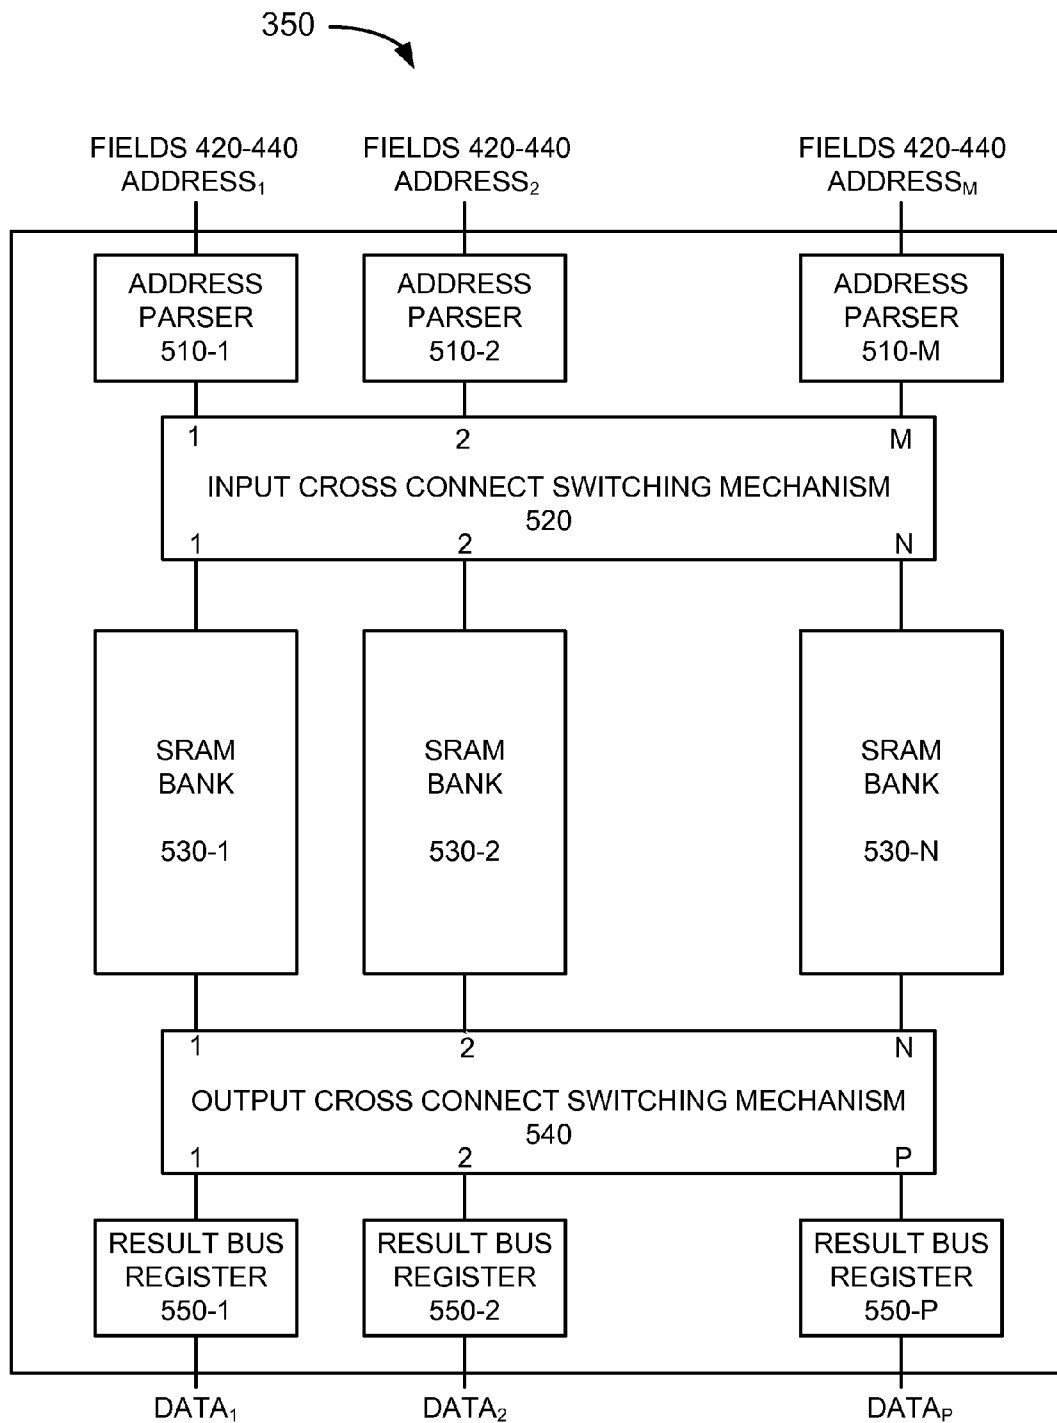 350
FIELDS 420-440 FIELDS 420-440 FIELDS 420-440
ADDRESS₁ ADDRESS₂ ADDRESSM
ADDRESS ADDRESS ADDRESS
PARSER PARSER PARSER
510-1 510-2 510-M
1 2 M
INPUT CROSS CONNECT SWITCHING MECHANISM
520
1 2 N
SRAM SRAM SRAM
BANK BANK BANK
530-1 530-2 530-N
1 2 N
OUTPUT CROSS CONNECT SWITCHING MECHANISM
540
1 2 P
RESULT BUS RESULT BUS RESULT BUS
REGISTER REGISTER REGISTER
550-1 550-2 550-P
DATA₁ DATA₂ DATAP